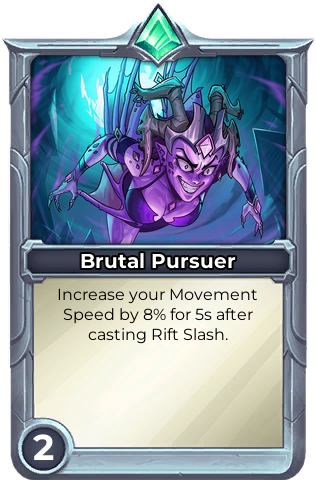 Brutal Pursuer
Increase your Movement
Speed by 8% for 5s after
casting Rift Slash.
2